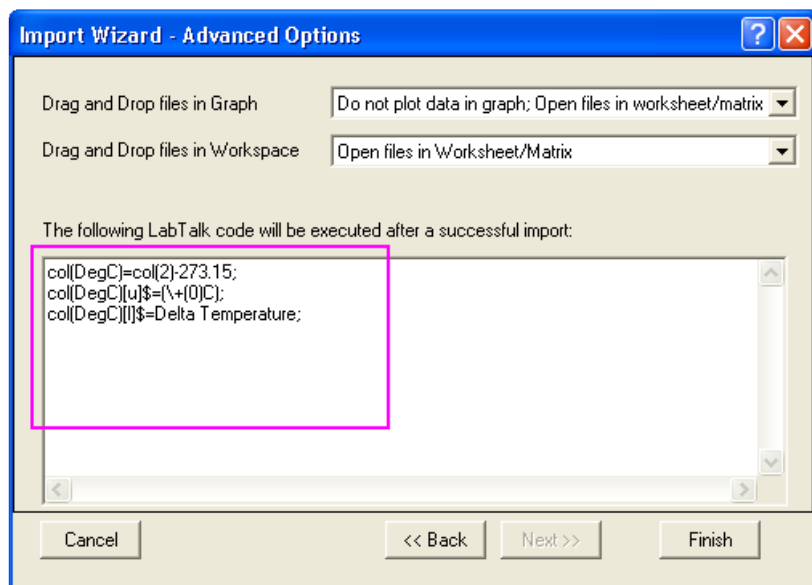 Import Wizard - Advanced Options
Drag and Drop files in Graph
Do not plot data in graph; Open files in worksheet/matrix
Drag and Drop files in Workspace
Open files in Worksheet/Matrix
The following LabTalk code will be executed after a successful import:
col(DegC)=col(2)-273.15;
col(DegC)[u]$=(\+(0)C);
col(DegC)[l]$=Delta Temperature;
Cancel
<< Back
Next >>
Finish